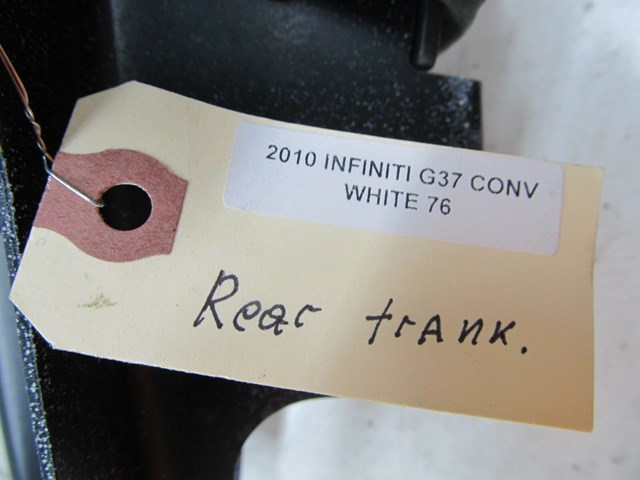 2010 INFINITI G37 CONV
WHITE 76
Rear trank.